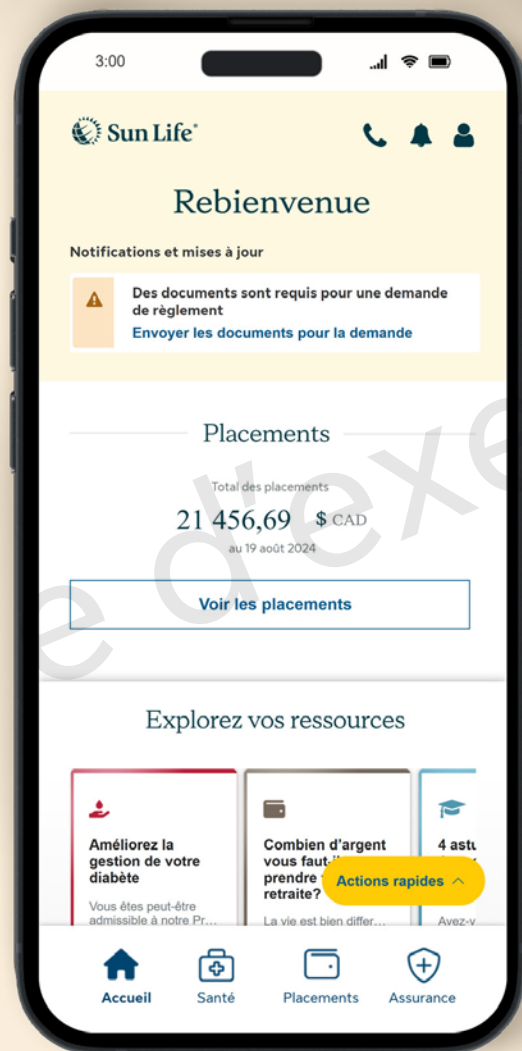 3:00
Sun Life
Rebienvenue
Notifications et mises à jour
Des documents sont requis pour une demande
de règlement
Envoyer les documents pour la demande
Placements
Total des placements
21 456,69 $ CAD
au 19 août 2024
Voir les placements
Explorez vos ressources
Améliorez la
gestion de votre
diabète
Vous êtes peut-être
admissible à notre Pr...
Combien d'argent
vous
prendre
retraite?
La vie est bien differ...
4
Actions rapides
Accueil
Santé
Placements
Assurance